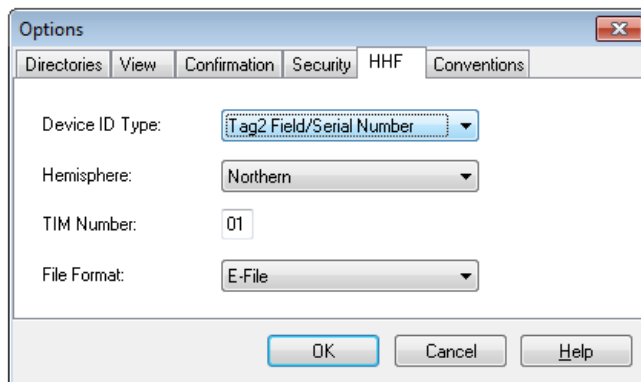 Options
Directories View Confirmation Security HHF Conventions
Device ID Type: Tag2 Field/Serial Number
Hemisphere: Northern
TIM Number: 01
File Format: E-File
OK Cancel Help